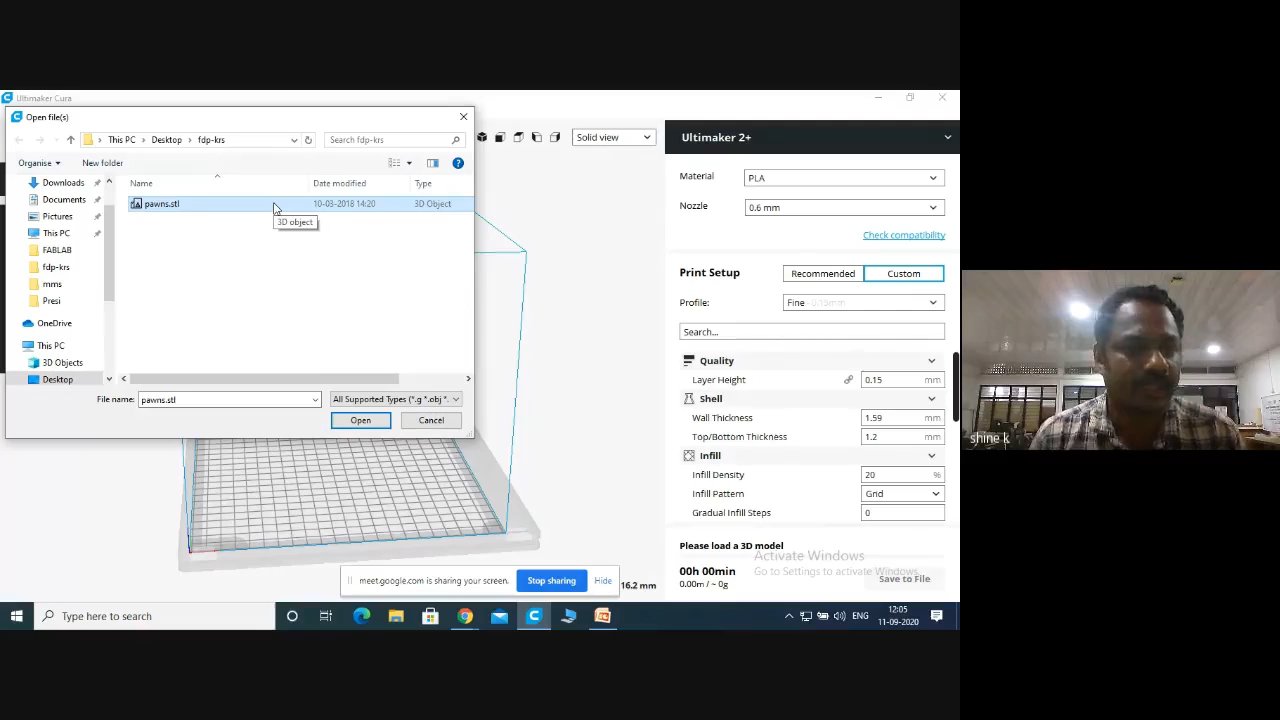 Ultimaker Cura
Open file(s)
This PC
Desktop
fdp-krs
Search fdp-krs
Solid view
Organise
New folder
Name
Date modified
Type
pawns.stl
10-03-2018 14:20
3D Object
3D object
Downloads
Documents
Pictures
This PC
FABLAB
fdp-krs
mms
Presi
OneDrive
This PC
3D Objects
Desktop
File name:
pawns.stl
All Supported Types (*.g *.obj *.
Open
Cancel
Ultimaker 2+
Material
PLA
Nozzle
0.6 mm
Check compatibility
Print Setup
Recommended
Custom
Profile:
Fine - 0.15mm
Search...
Quality
Layer Height
0.15
mm
Shell
Wall Thickness
1.59
mm
Top/Bottom Thickness
1.2
mm
Infill
Infill Density
20
%
Infill Pattern
Grid
Gradual Infill Steps
0
Please load a 3D model
Activate Windows
Go to Settings to activate Windows.
00h 00min
0.00m / ~ 0g
Save to File
meet.google.com is sharing your screen.
Stop sharing
Hide
16.2 mm
Type here to search
ENG
12:05
11-09-2020
shine k